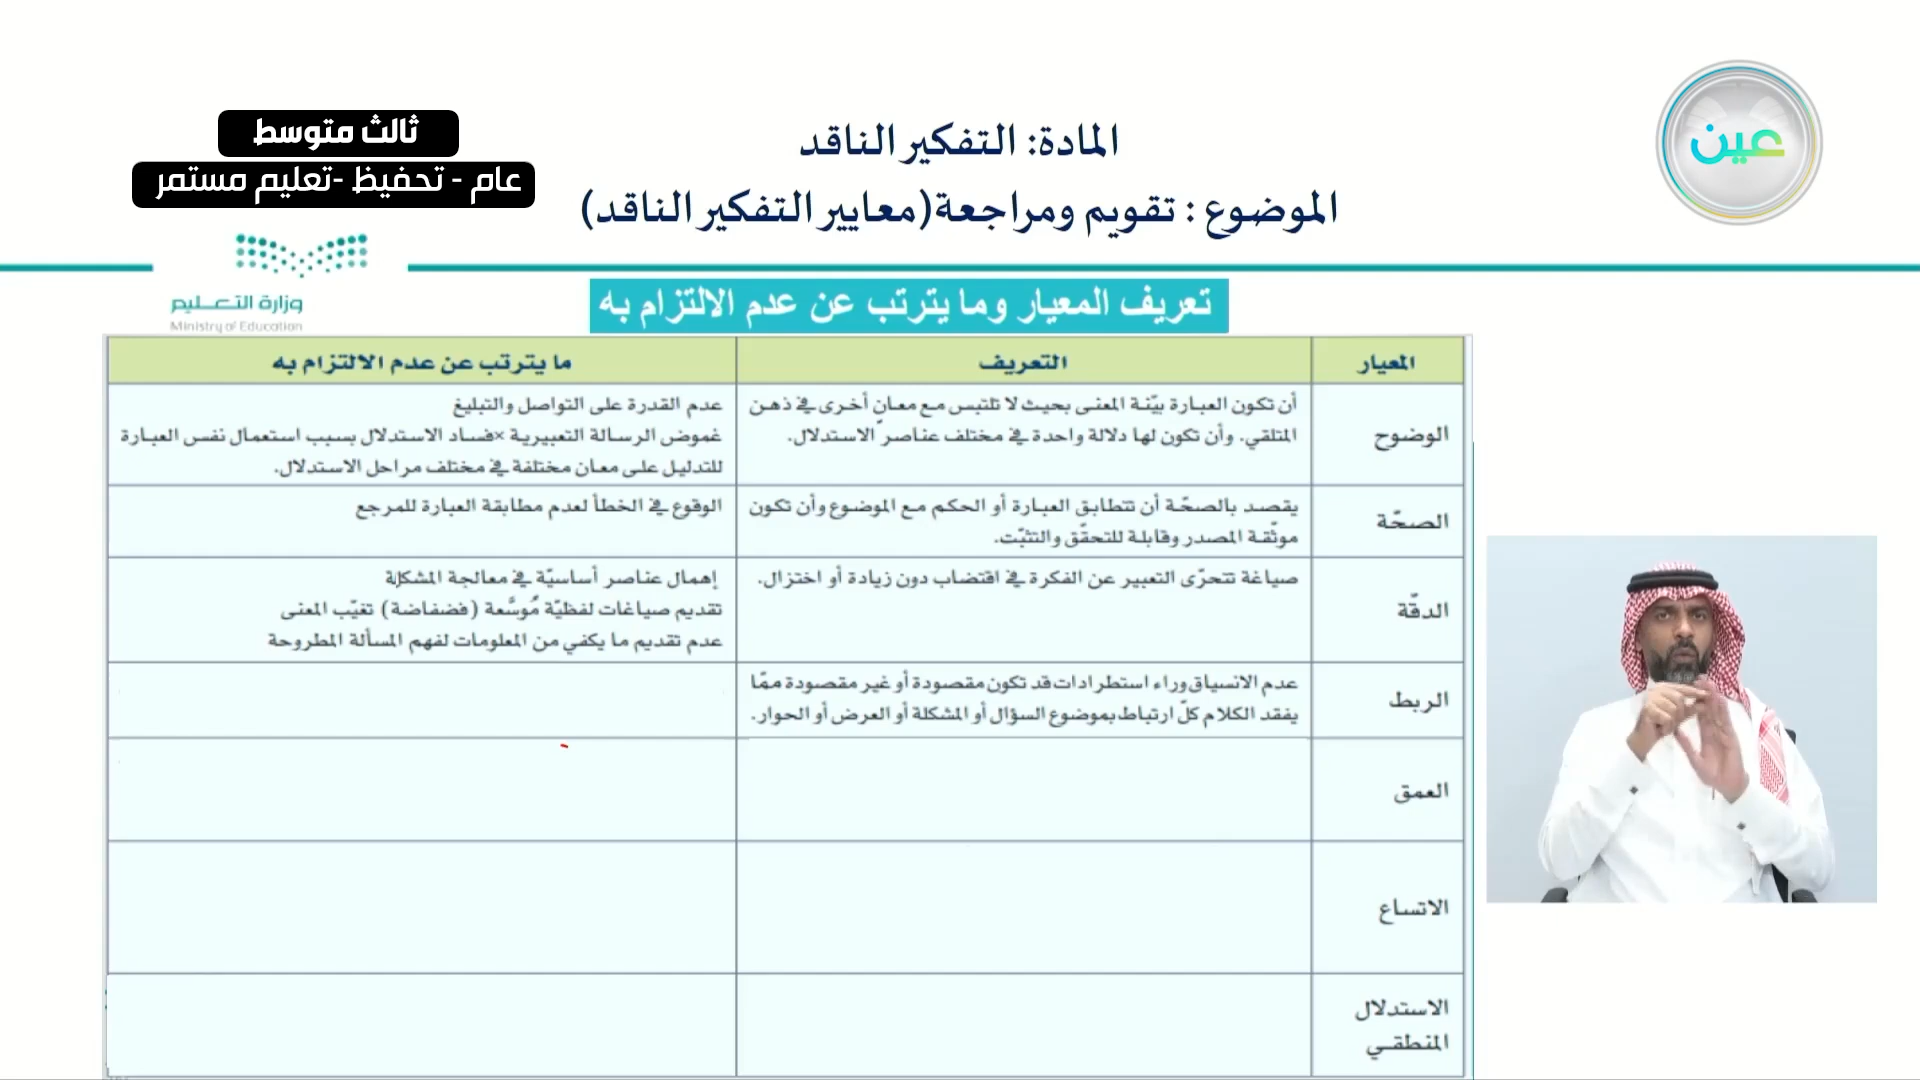 عين
المادة: التفكير الناقد
الموضوع : تقويم ومراجعة(معايير التفكير الناقد)
ثالث متوسط
عام - تحفيظ -تعليم مستمر
وزارة التعـــليم
Ministry of Education
تعريف المعيار وما يترتب عن عدم الالتزام به
المعيار
التعريف
ما يترتب عن عدم الالتزام به
الوضوح
أن تكون العبارة بيّنة المعنى بحيث لا تلتبس مع معانٍ أخرى في ذهن
المتلقي. وأن تكون لها دلالة واحدة في مختلف عناصر الاستدلال.
عدم القدرة على التواصل والتبليغ
غموض الرسالة التعبيرية ×فساد الاستدلال بسبب استعمال نفس العبارة
للتدليل على معان مختلفة في مختلف مراحل الاستدلال.
الصحّة
يقصد بالصحّة أن تتطابق العبارة أو الحكم مع الموضوع وأن تكون
موثّقة المصدر وقابلة للتحقّق والتثبّت.
الوقوع في الخطأ لعدم مطابقة العبارة للمرجع
الدقّة
صياغة تتحرّى التعبير عن الفكرة في اقتضاب دون زيادة أو اختزال.
إهمال عناصر أساسيّة في معالجة المشكلة
تقديم صياغات لفظيّة مُوسَّعة (فضفاضة) تغيّب المعنى
عدم تقديم ما يكفي من المعلومات لفهم المسألة المطروحة
الربط
عدم الانسياق وراء استطرادات قد تكون مقصودة أو غير مقصودة ممّا
يفقد الكلام كلّ ارتباط بموضوع السؤال أو المشكلة أو العرض أو الحوار.
العمق
الاتساع
الاستدلال
المنطقي